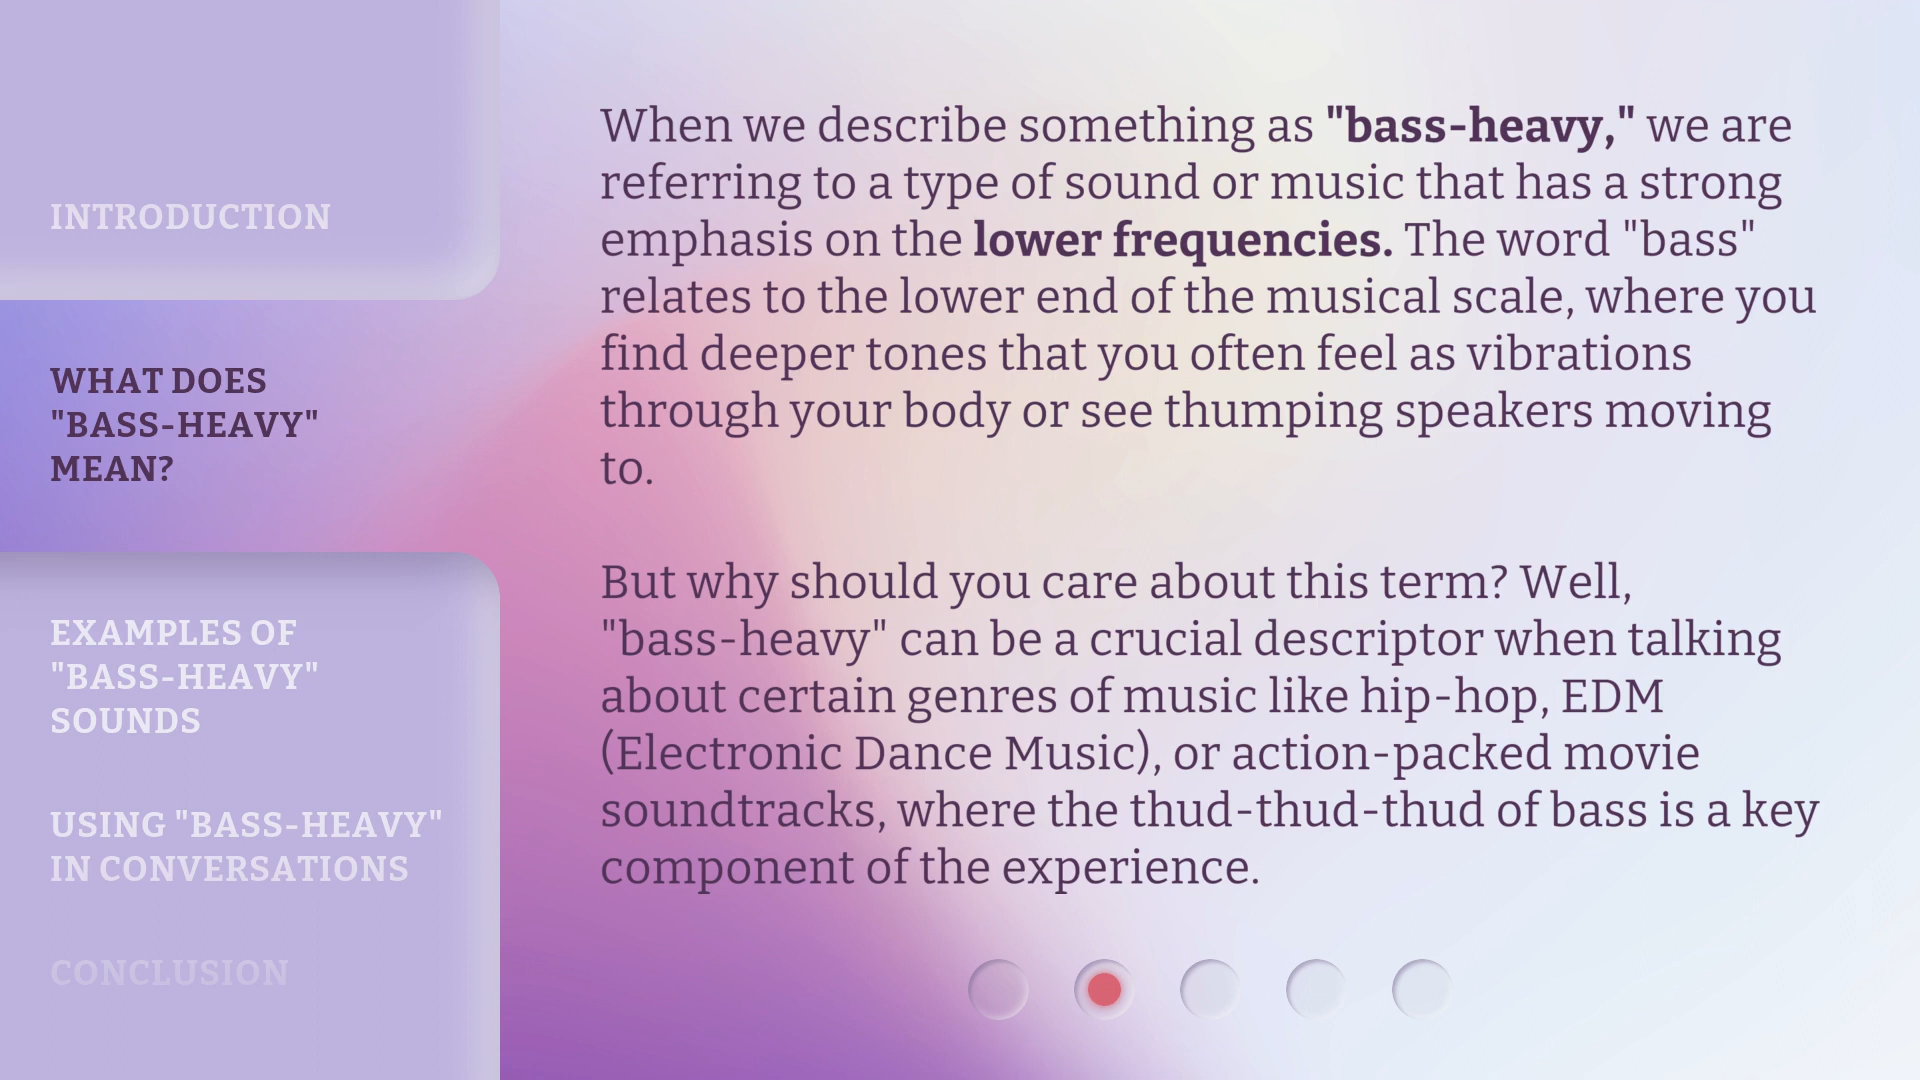 INTRODUCTION
WHAT DOES
"BASS-HEAVY"
MEAN?
EXAMPLES OF
"BASS-HEAVY"
SOUNDS
USING "BASS-HEAVY"
IN CONVERSATIONS
CONCLUSION
When we describe something as "bass-heavy," we are
referring to a type of sound or music that has a strong
emphasis on the lower frequencies. The word "bass"
relates to the lower end of the musical scale, where you
find deeper tones that you often feel as vibrations
through your body or see thumping speakers moving
to.
But why should you care about this term? Well,
"bass-heavy" can be a crucial descriptor when talking
about certain genres of music like hip-hop, EDM
(Electronic Dance Music), or action-packed movie
soundtracks, where the thud-thud-thud of bass is a key
component of the experience.